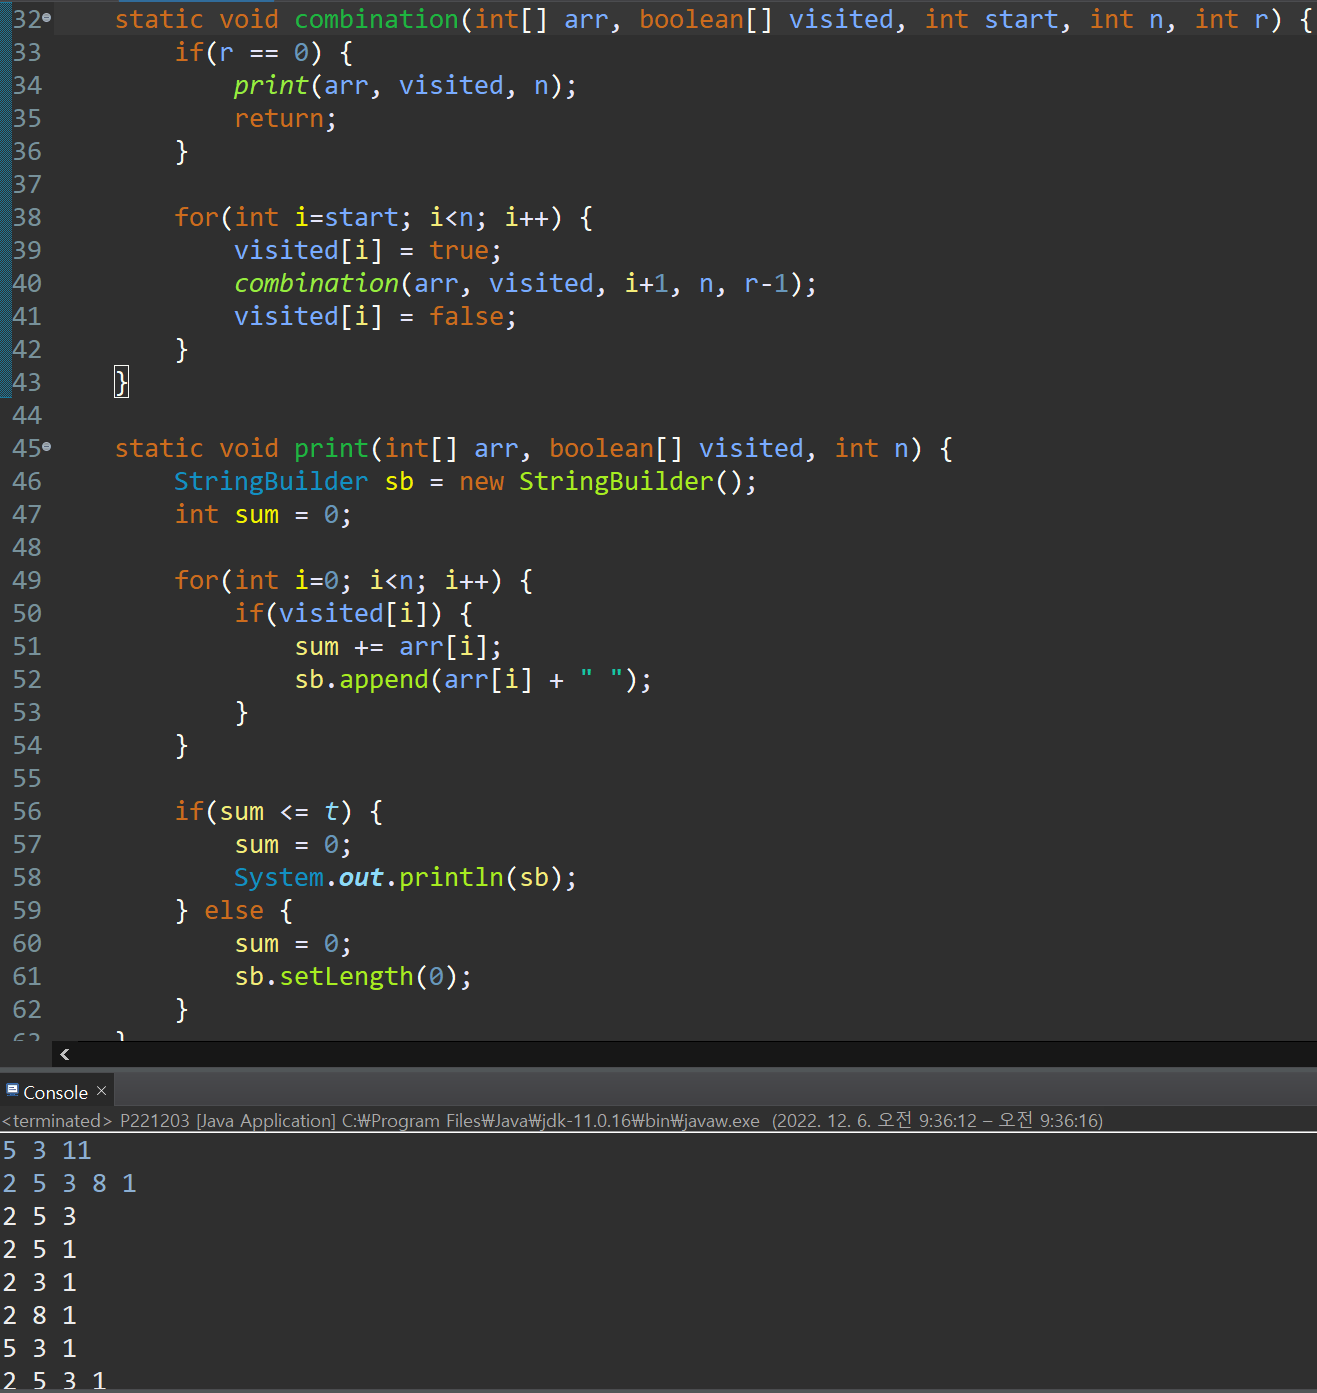 32 static void combination(int[] arr, boolean[] visited, int start, int n, int r) {
33 if(r == 0) {
34 print(arr, visited, n);
35 return;
36 }
37
38 for(int i=start; i<n; i++) {
39 visited[i] = true;
40 combination(arr, visited, i+1, n, r-1);
41 visited[i] = false;
42 }
43 }
44
45 static void print(int[] arr, boolean[] visited, int n) {
46 StringBuilder sb = new StringBuilder();
47 int sum = 0;
48
49 for(int i=0; i<n; i++) {
50 if(visited[i]) {
51 sum += arr[i];
52 sb.append(arr[i] + " ");
53 }
54 }
55
56 if(sum <= t) {
57 sum = 0;
58 System.out.println(sb);
59 } else {
60 sum = 0;
61 sb.setLength(0);
62 }
63 }
Console ×
<terminated> P221203 [Java Application] C:₩Program Files₩Java₩jdk-11.0.16₩bin₩javaw.exe (2022. 12. 6. 오전 9:36:12 – 오전 9:36:16)
5 3 11
2 5 3 8 1
2 5 3
2 5 1
2 3 1
2 8 1
5 3 1
2 5 3 1